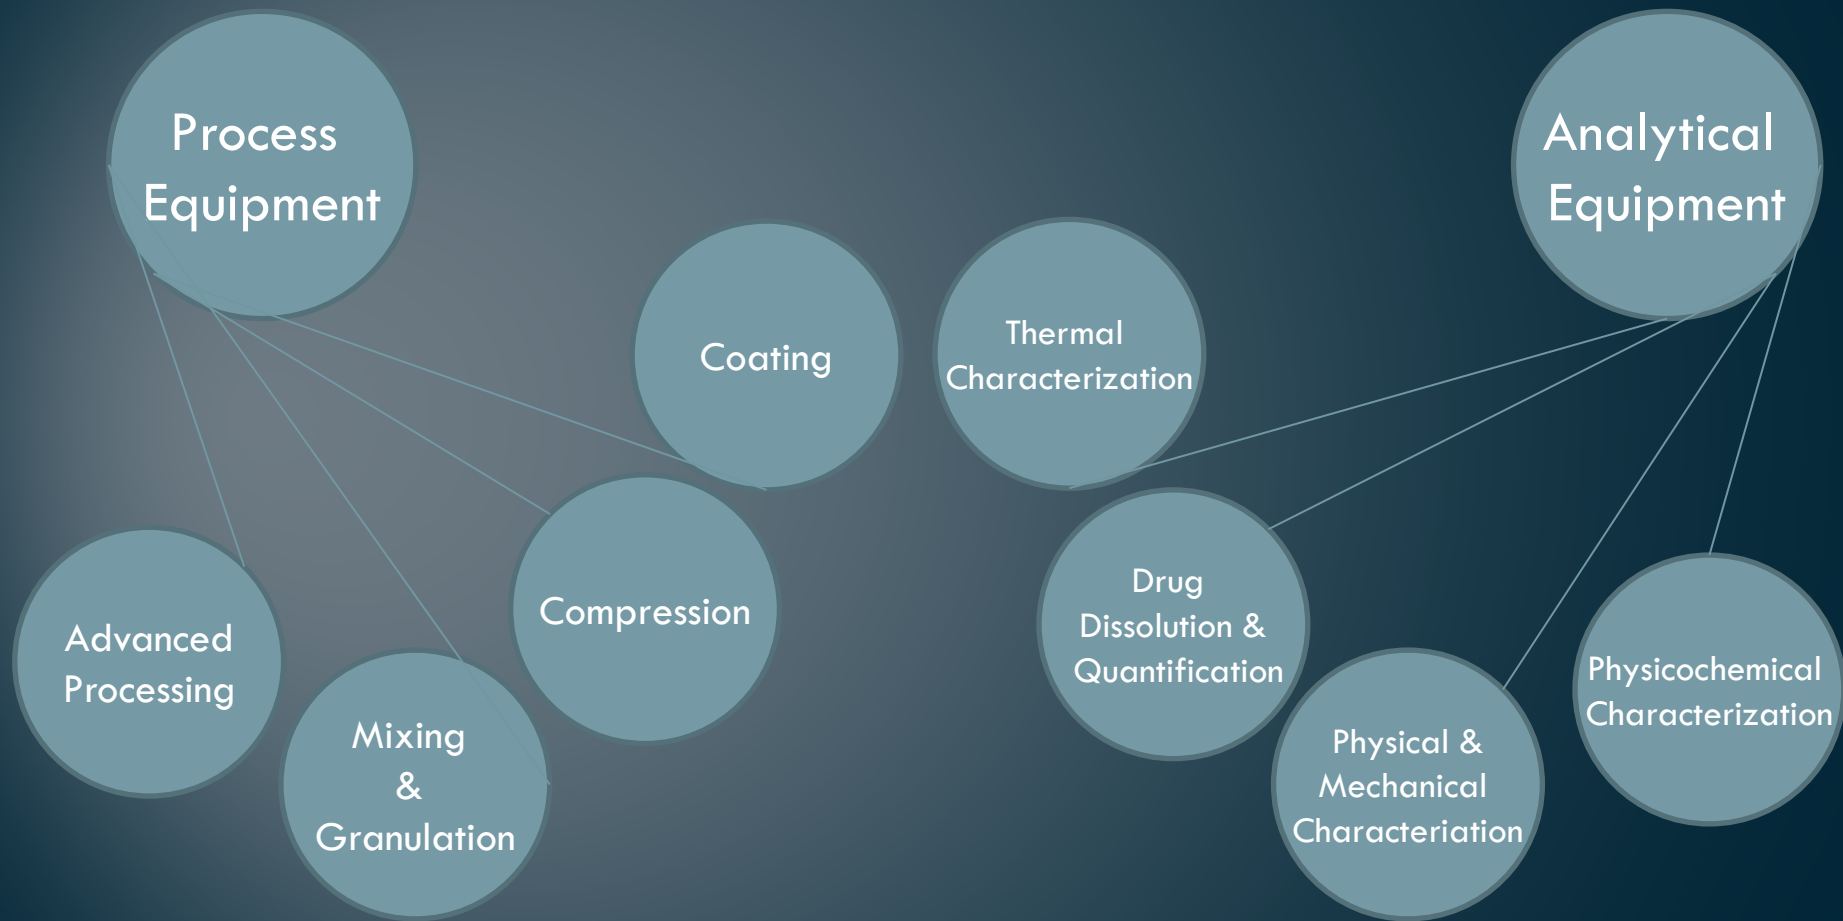 Process
Equipment
Analytical
Equipment
Coating
Thermal
Characterization
Compression
Drug
Dissolution &
Quantification
Advanced
Processing
Mixing
&
Granulation
Physical &
Mechanical
Characteriation
Physicochemical
Characterization